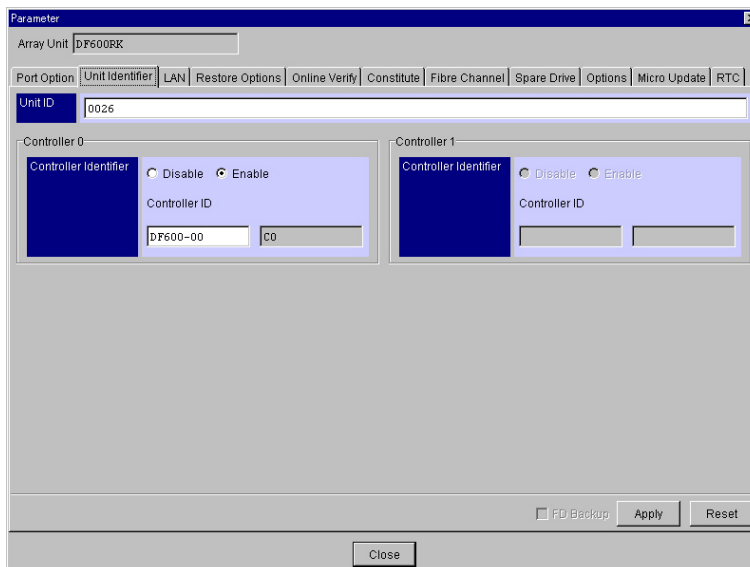 Parameter
Array Unit DF600RK
Port Option Unit Identifier LAN Restore Options Online Verify Constitute Fibre Channel Spare Drive Options Micro Update RTC
Unit ID 0026
Controller 0 Controller 1
Controller Identifier Disable Enable Controller Identifier Disable Enable
Controller ID Controller ID
DF600-00 C0
FD Backup Apply Reset
Close